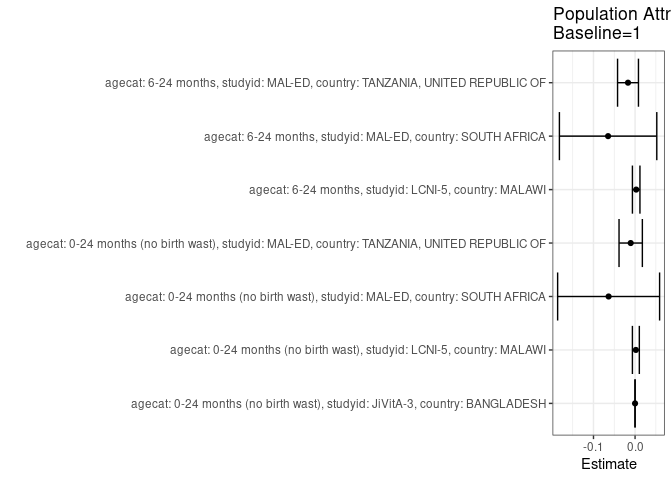 Population Attr
Baseline=1
agecat: 6-24 months, studyid: MAL-ED, country: TANZANIA, UNITED REPUBLIC OF
agecat: 6-24 months, studyid: MAL-ED, country: SOUTH AFRICA
agecat: 6-24 months, studyid: LCNI-5, country: MALAWI
agecat: 0-24 months (no birth wast), studyid: MAL-ED, country: TANZANIA, UNITED REPUBLIC OF
agecat: 0-24 months (no birth wast), studyid: MAL-ED, country: SOUTH AFRICA
agecat: 0-24 months (no birth wast), studyid: LCNI-5, country: MALAWI
agecat: 0-24 months (no birth wast), studyid: JiVitA-3, country: BANGLADESH
-0.1 0.0
Estimate